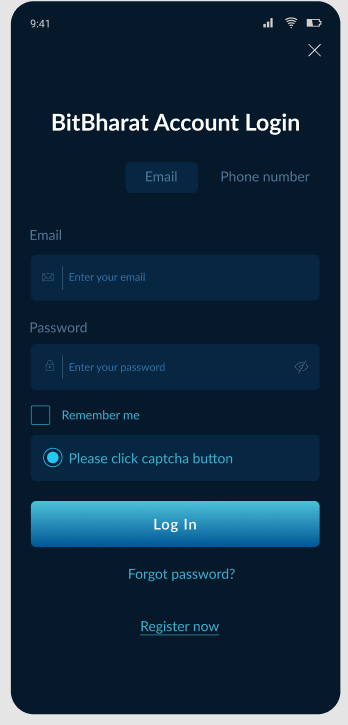 9:41
BitBharat Account Login
Email Phone number
Email
Enter your email
Password
Enter your password
Remember me
Please click captcha button
Log In
Forgot password?
Register now